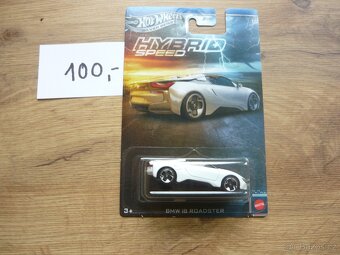 100,-
Hot Wheels
HYBRID
SPEED
BMW i8 ROADSTER
3+